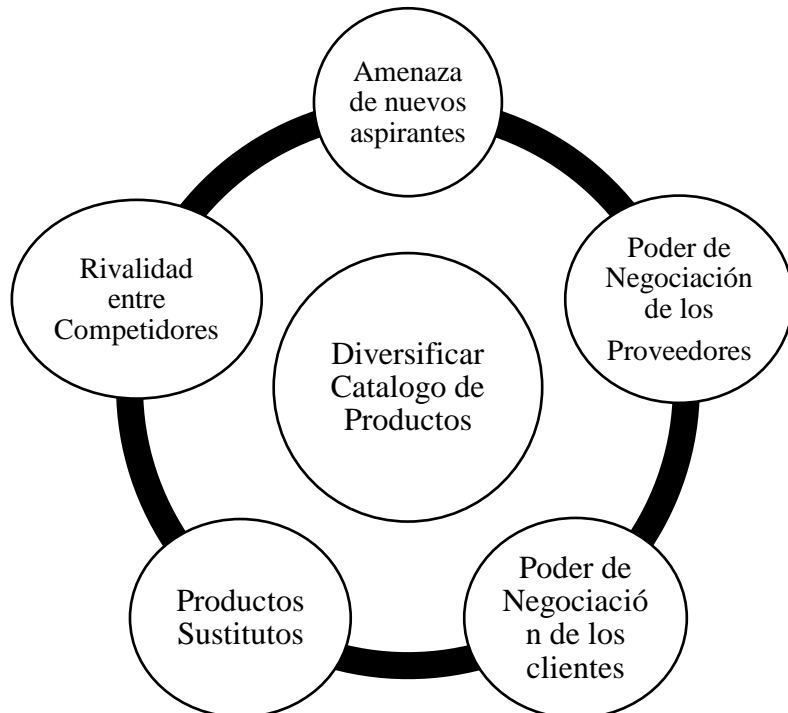 Amenaza
de nuevos
aspirantes
Poder de
Negociación
de los
Proveedores
Poder de
Negociació
n de los
clientes
Productos
Sustitutos
Rivalidad
entre
Competidores
Diversificar
Catalogo de
Productos